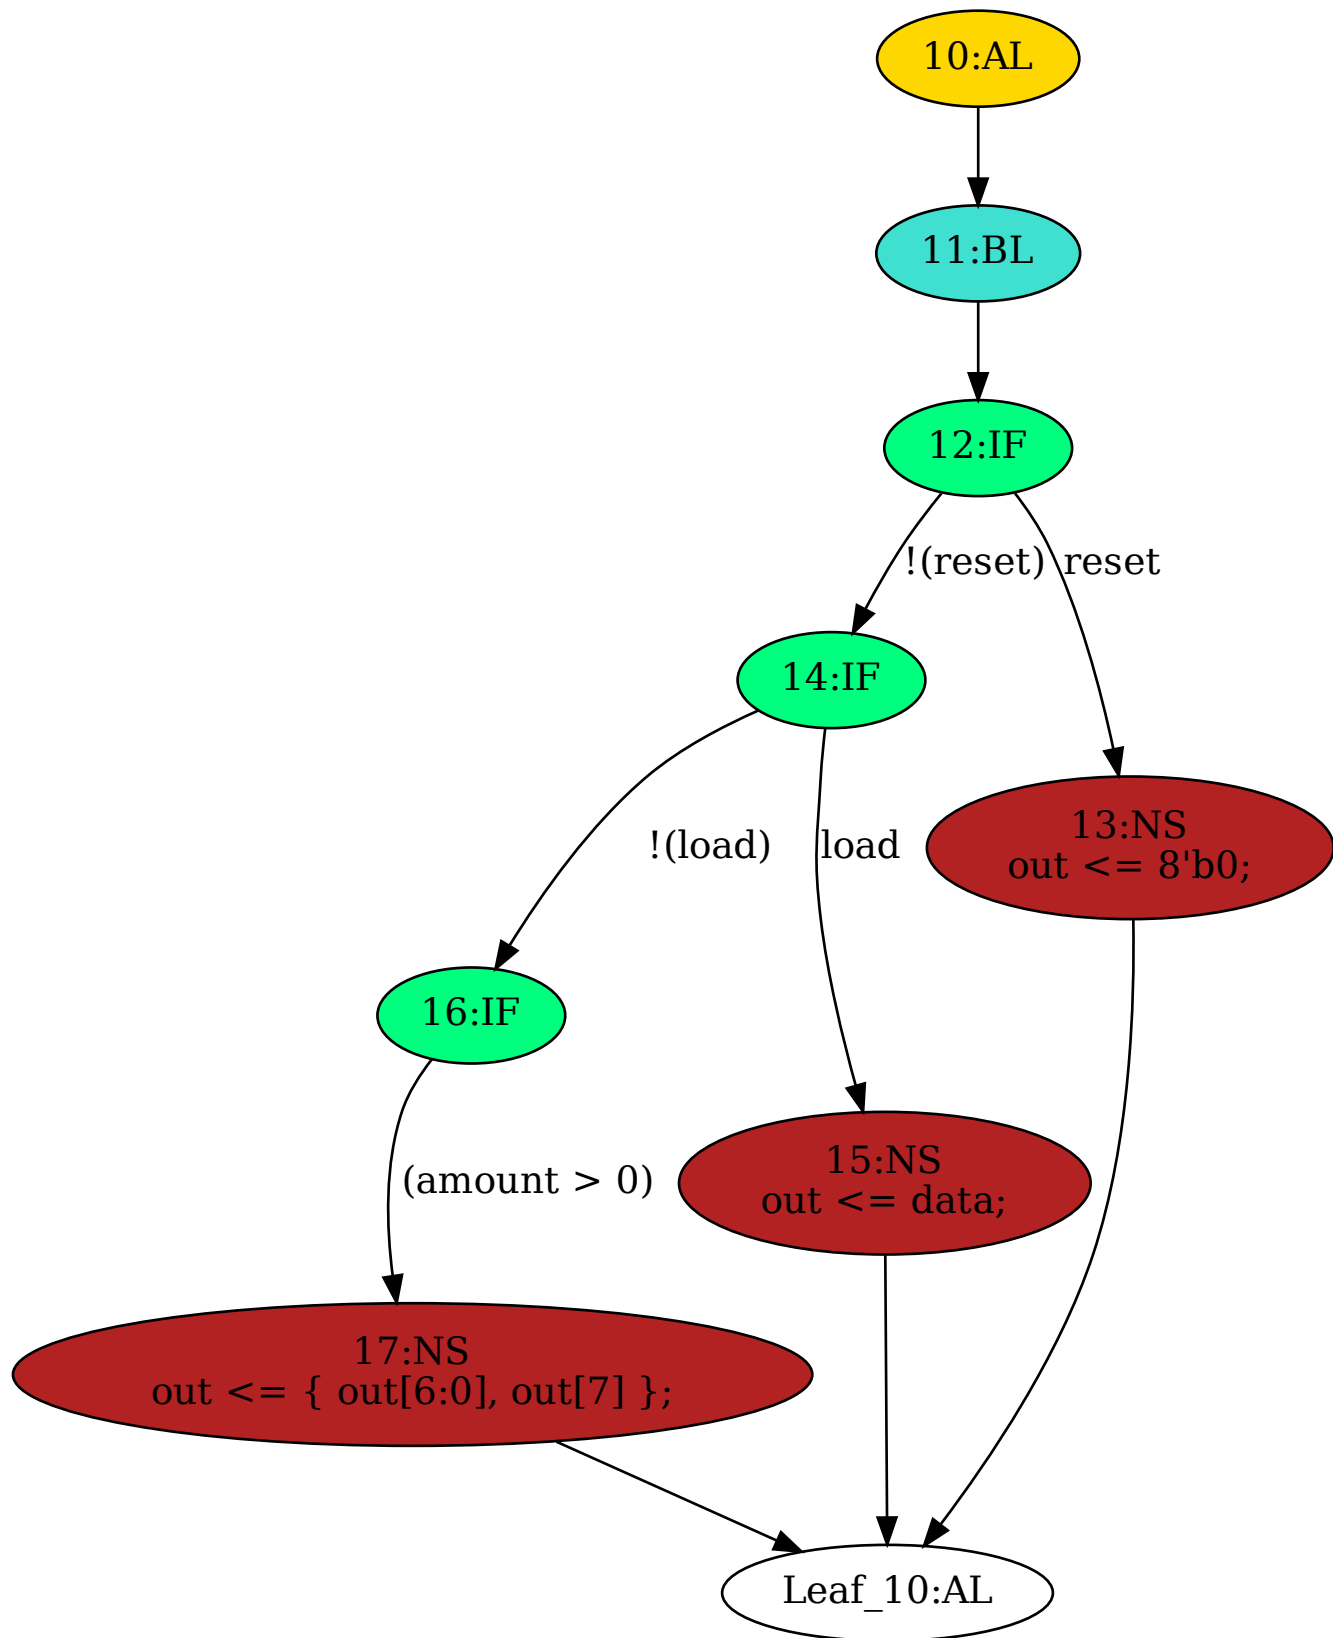 10:AL
11:BL
12:IF
!(reset)
reset
14:IF
!(load)
load
13:NS
out <= 8'b0;
16:IF
(amount > 0)
15:NS
out <= data;
17:NS
out <= { out[6:0], out[7] };
Leaf_10:AL